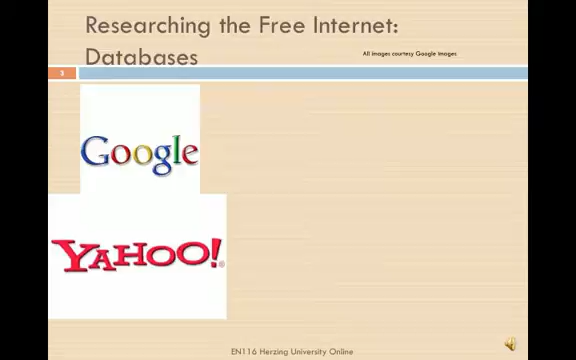 Researching the Free Internet:
Databases
All images courtesy Google Images
3
Google
YAHOO!
EN116 Herzing University Online